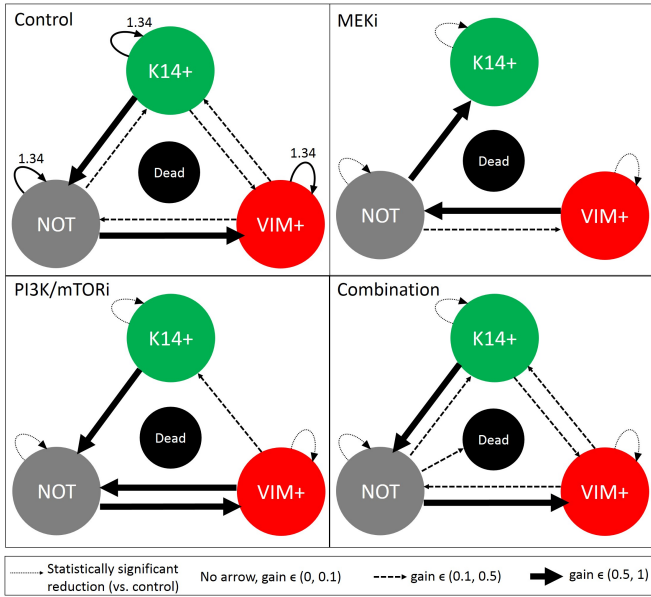 Control
1.34
K14+
1.34
1.34
Dead
NOT
VIM+
MEKi
K14+
Dead
NOT
VIM+
PI3K/mTORi
K14+
Dead
NOT
VIM+
Combination
K14+
Dead
NOT
VIM+
Statistically significant
reduction (vs. control)
No arrow, gain ϵ (0, 0.1)
gain ϵ (0.1, 0.5)
gain ϵ (0.5, 1)